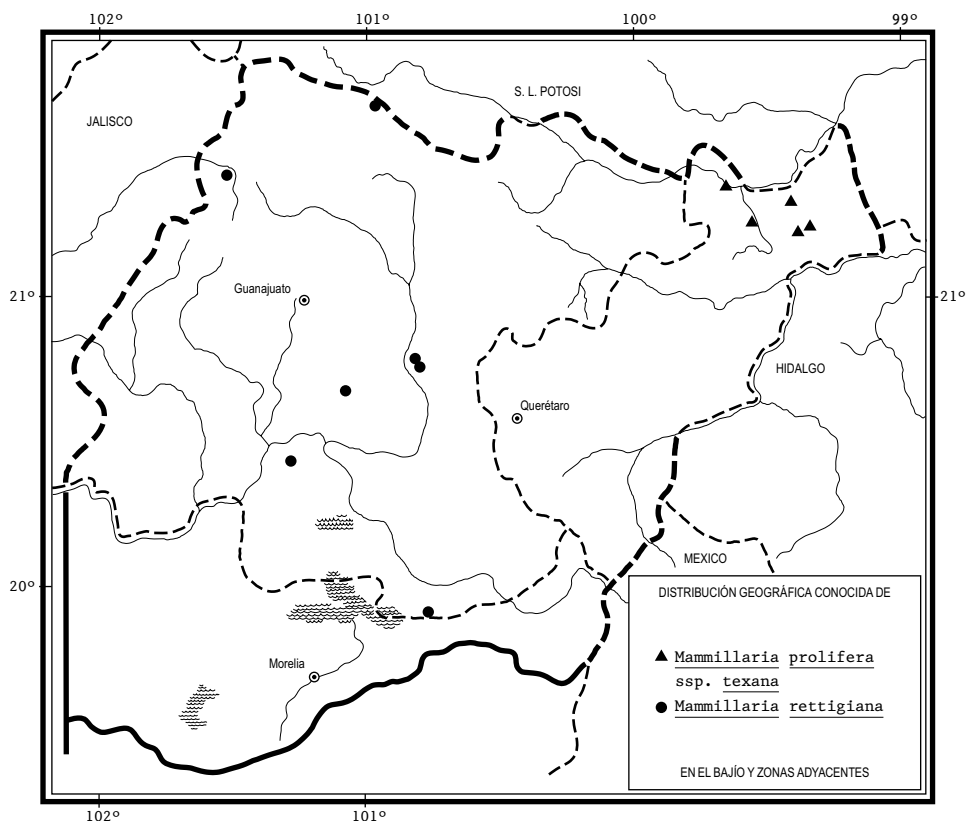 102º 101º 100º 99º
S. L. POTOSI
JALISCO
Guanajuato
21º 21º
HIDALGO
Querétaro
MEXICO
20º
DISTRIBUCIÓN GEOGRÁFICA CONOCIDA DE
Mammillaria prolifera
ssp. texana
Mammillaria rettigiana
EN EL BAJÍO Y ZONAS ADYACENTES
Morelia
102º 101º